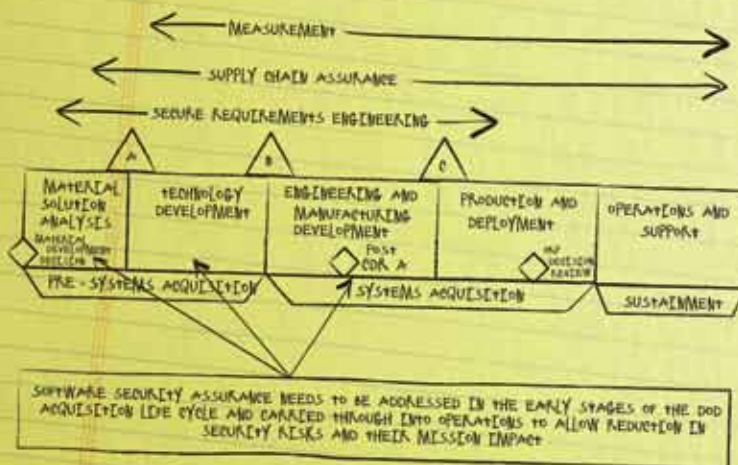 MEASUREMENT
SUPPLY CHAIN ASSURANCE
SECURE REQUIREMENTS ENGINEERING
A
B
C
MATERIAL
SOLUTION
ANALYSIS
MATERIAL
DEVELOPMENT
DECISION
TECHNOLOGY
DEVELOPMENT
ENGINEERING AND
MANUFACTURING
DEVELOPMENT
POST
CDR A
PRODUCTION AND
DEPLOYMENT
FRP
DECISION
REVIEW
OPERATIONS AND
SUPPORT
PRE-SYSTEMS ACQUISITION
SYSTEMS ACQUISITION
SUSTAINMENT
SOFTWARE SECURITY ASSURANCE NEEDS TO BE ADDRESSED IN THE EARLY STAGES OF THE DOD
ACQUISITION LIFE CYCLE AND CARRIED THROUGH INTO OPERATIONS TO ALLOW REDUCTION IN
SECURITY RISKS AND THEIR MISSION IMPACT